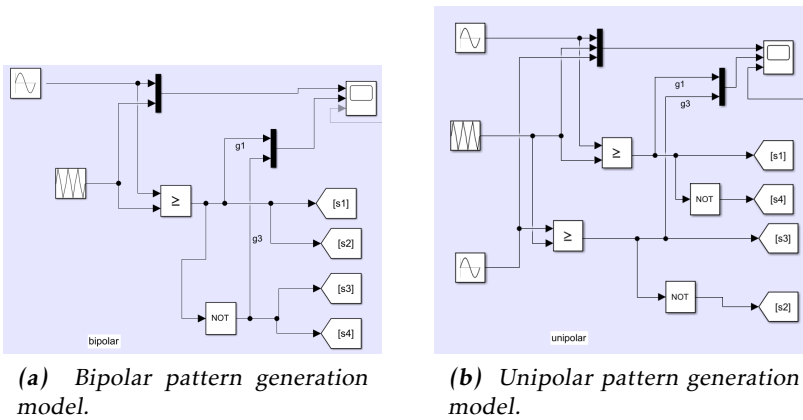 g1
≥
[s1]
g3
[s2]
[s3]
NOT
[s4]
bipolar
(a) Bipolar pattern generation
model.
g1
g3
≥
[s1]
NOT
[s4]
≥
[s3]
NOT
[s2]
unipolar
(b) Unipolar pattern generation
model.